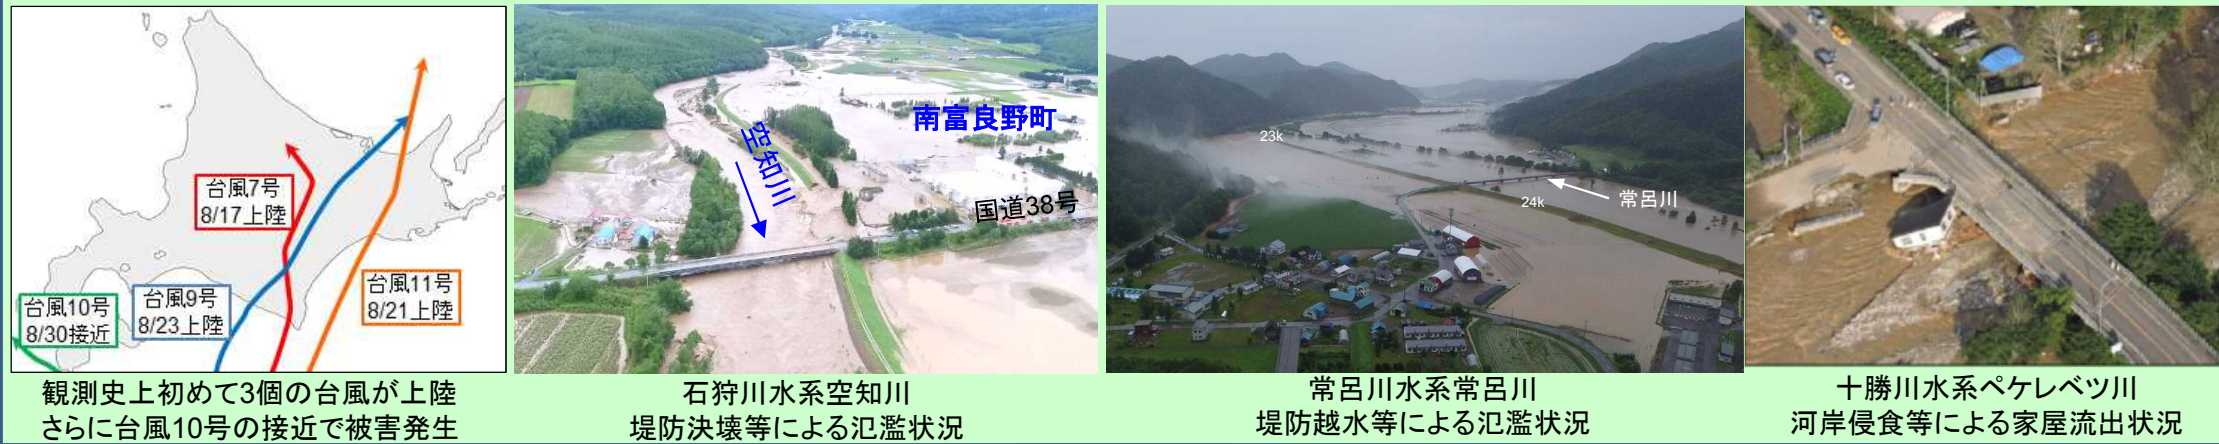 台風7号
8/17上陸
台風11号
8/21上陸
台風9号
8/23上陸
台風10号
8/30接近
観測史上初めて3個の台風が上陸
さらに台風10号の接近で被害発生
南富良野町
空知川
国道38号
石狩川水系空知川
堤防決壊等による氾濫状況
23k
24k
常呂川
常呂川水系常呂川
堤防越水等による氾濫状況
十勝川水系ペケレベツ川
河岸侵食等による家屋流出状況